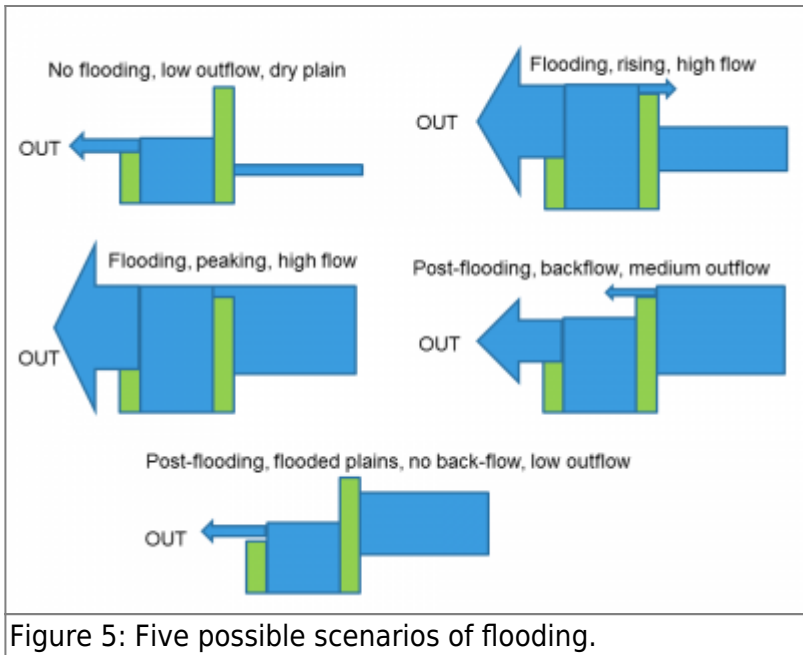 No flooding, low outflow, dry plain
OUT
Flooding, rising, high flow
OUT
Flooding, peaking, high flow
OUT
Post-flooding, backflow, medium outflow
OUT
Post-flooding, flooded plains, no back-flow, low outflow
OUT
Figure 5: Five possible scenarios of flooding.